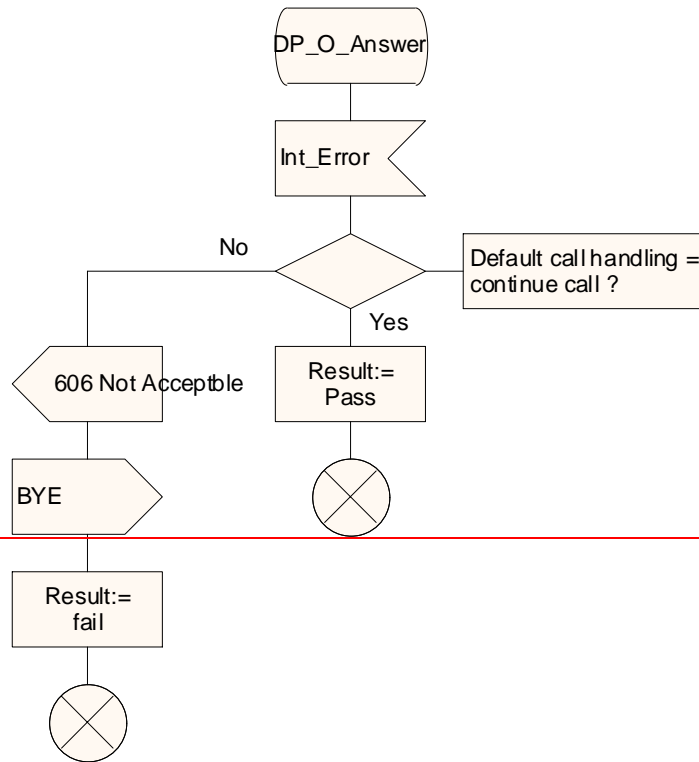 DP_O_Answer
Int_Error
No
Default call handling =
continue call ?
Yes
606 Not Acceptble
Result:=
Pass
BYE
Result:=
fail